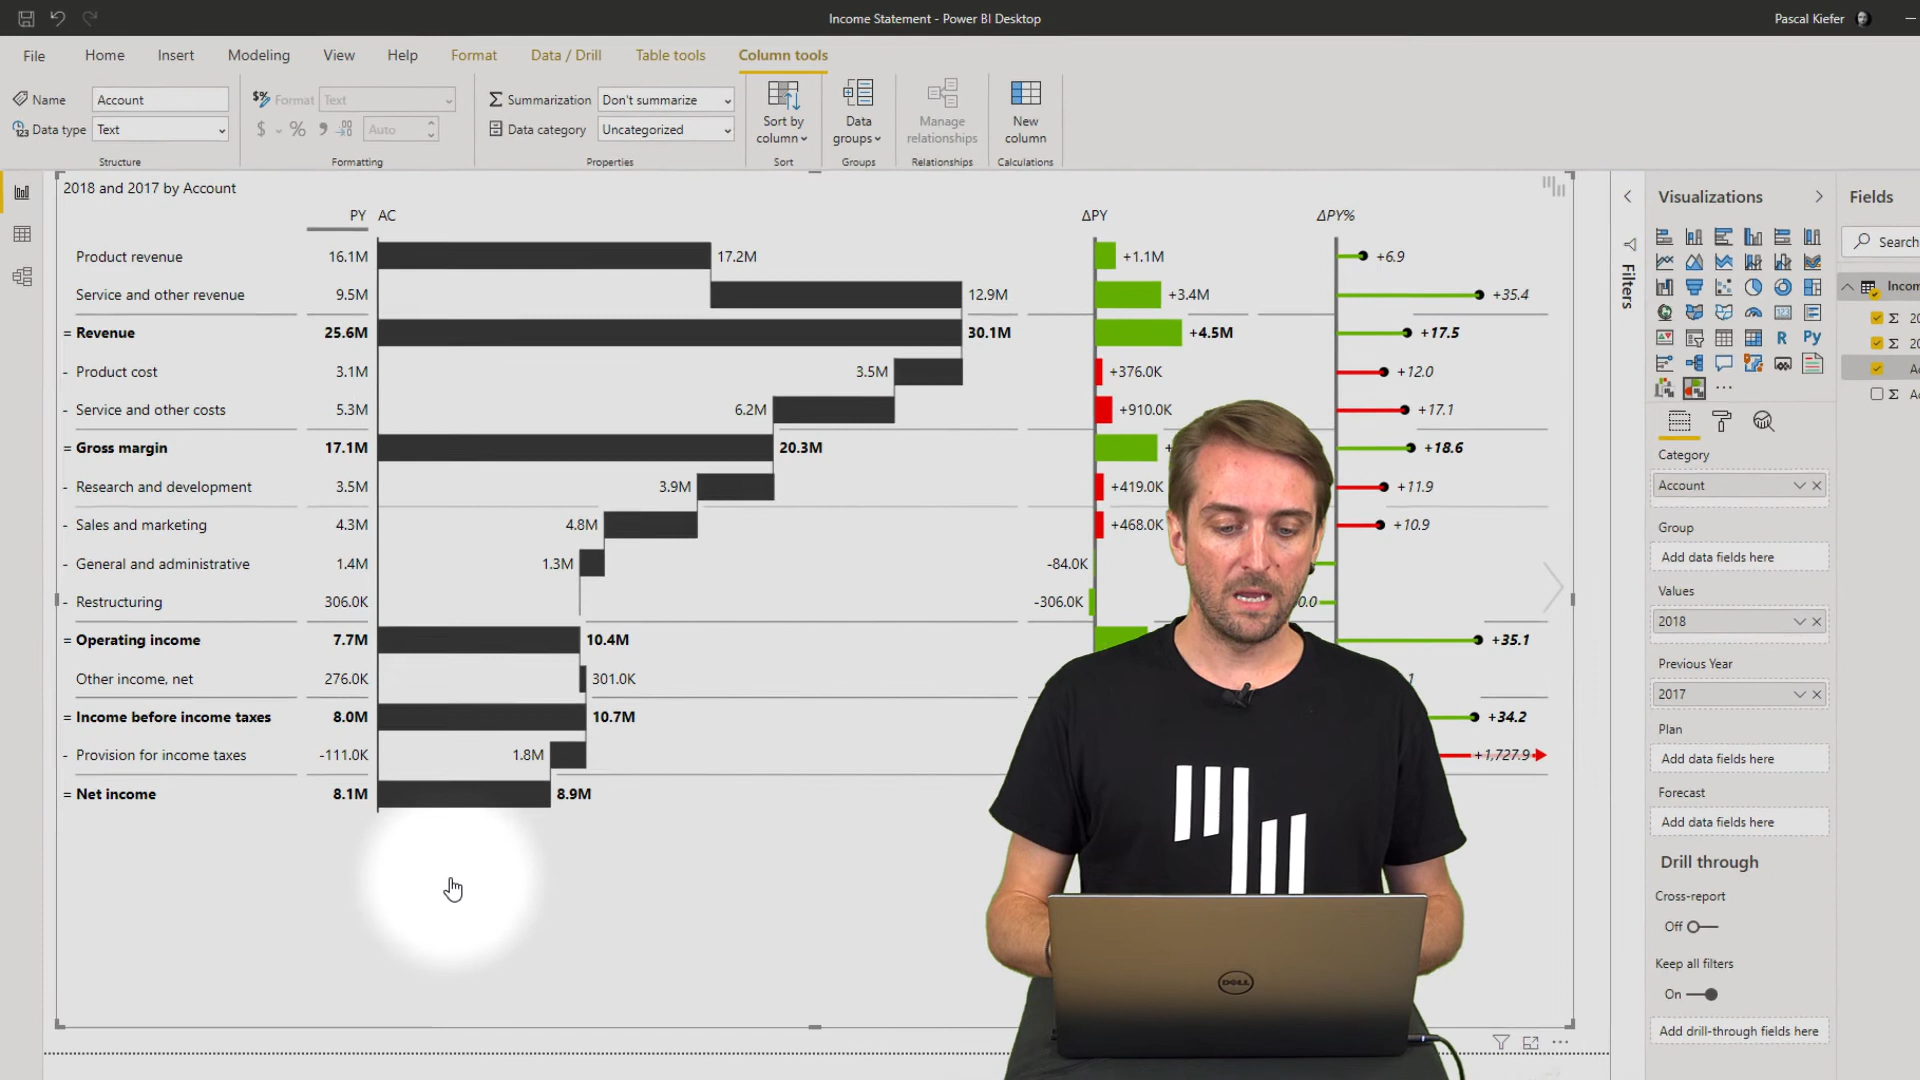 Income Statement - Power BI Desktop
Pascal Kiefer
File
Home
Insert
Modeling
View
Help
Format
Data / Drill
Table tools
Column tools
Name
Account
Data type
Text
Structure
Format
Text
$
%
Auto
Formatting
Summarization
Don't summarize
Data category
Uncategorized
Properties
Sort by
column
Sort
Data
groups
Groups
Manage
relationships
Relationships
New
column
Calculations
2018 and 2017 by Account
PY AC ΔPY ΔPY%
Product revenue 16.1M 17.2M +1.1M +6.9
Service and other revenue 9.5M 12.9M +3.4M +35.4
= Revenue 25.6M 30.1M +4.5M +17.5
- Product cost 3.1M 3.5M +376.0K +12.0
- Service and other costs 5.3M 6.2M +910.0K +17.1
= Gross margin 17.1M 20.3M +18.6
- Research and development 3.5M 3.9M +419.0K +11.9
- Sales and marketing 4.3M 4.8M +468.0K +10.9
- General and administrative 1.4M 1.3M -84.0K
- Restructuring 306.0K -306.0K
= Operating income 7.7M 10.4M +35.1
Other income, net 276.0K 301.0K
= Income before income taxes 8.0M 10.7M +34.2
- Provision for income taxes -111.0K 1.8M +1,727.9
= Net income 8.1M 8.9M
DELL
Filters
Visualizations
R
Py
Category
Account
Group
Add data fields here
Values
2018
Previous Year
2017
Plan
Add data fields here
Forecast
Add data fields here
Drill through
Cross-report
Off
Keep all filters
On
Add drill-through fields here
Fields
Search